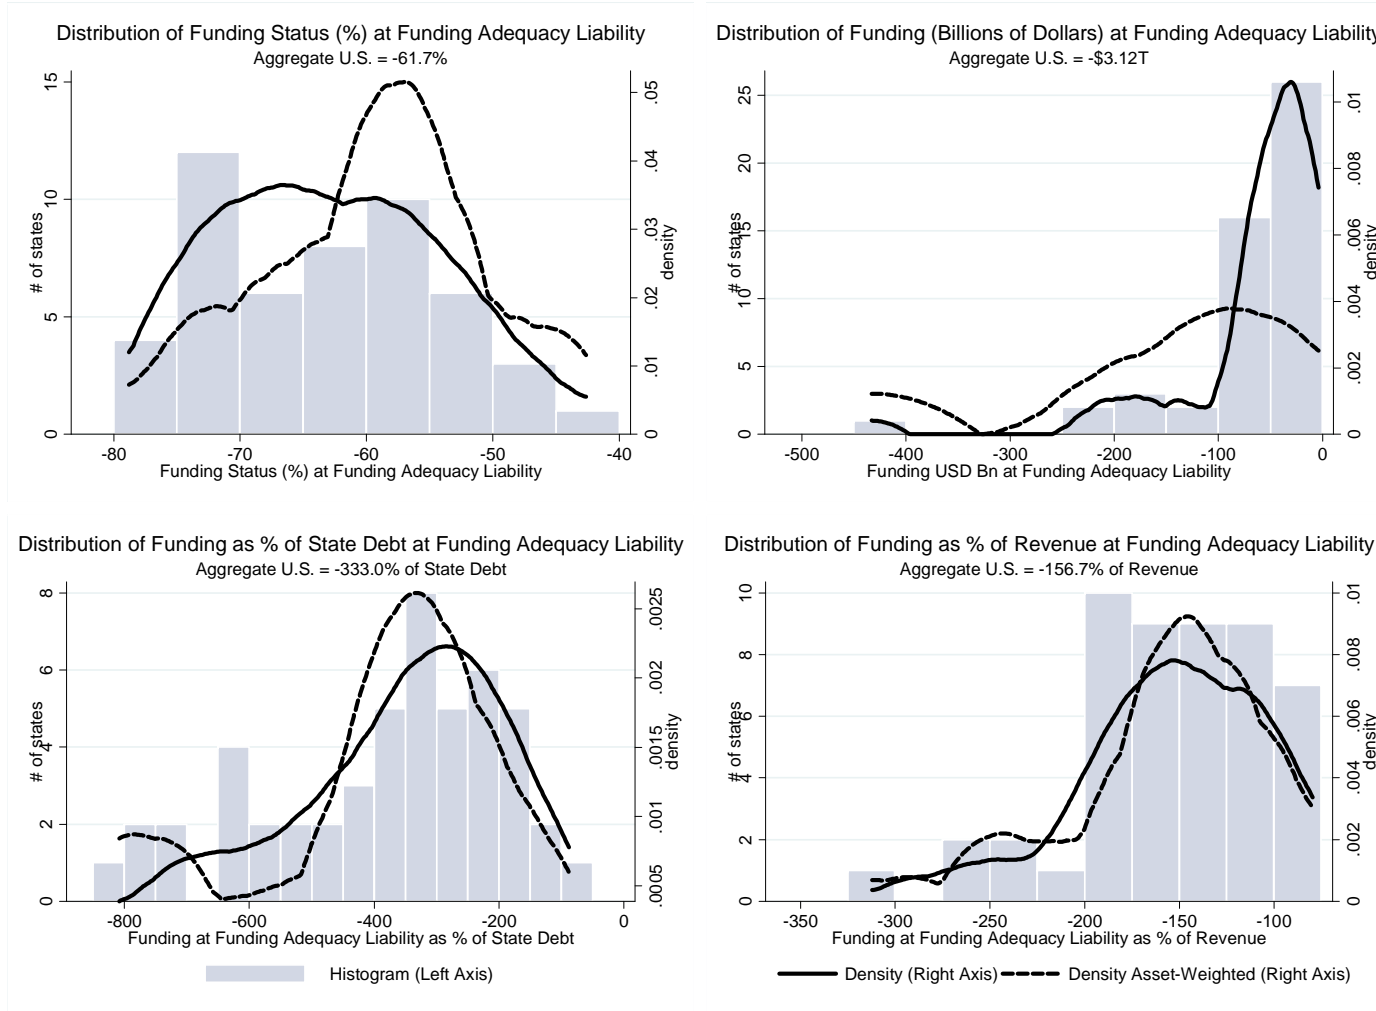 Distribution of Funding Status (%) at Funding Adequacy Liability
Aggregate U.S. = -61.7%
# of states
0
5
10
15
density
0
.01
.02
.03
.04
.05
-80
-70
-60
-50
-40
Funding Status (%) at Funding Adequacy Liability
Distribution of Funding (Billions of Dollars) at Funding Adequacy Liability
Aggregate U.S. = -$3.12T
# of states
0
5
10
15
20
25
density
0
.002
.004
.006
.008
.01
-500
-400
-300
-200
-100
0
Funding USD Bn at Funding Adequacy Liability
Distribution of Funding as % of State Debt at Funding Adequacy Liability
Aggregate U.S. = -333.0% of State Debt
# of states
0
2
4
6
8
density
.0005
.001
.0015
.002
.0025
-800
-600
-400
-200
0
Funding at Funding Adequacy Liability as % of State Debt
Distribution of Funding as % of Revenue at Funding Adequacy Liability
Aggregate U.S. = -156.7% of Revenue
# of states
0
2
4
6
8
10
density
0
.002
.004
.006
.008
.01
-350
-300
-250
-200
-150
-100
Funding at Funding Adequacy Liability as % of Revenue
Histogram (Left Axis)
Density (Right Axis)
Density Asset-Weighted (Right Axis)